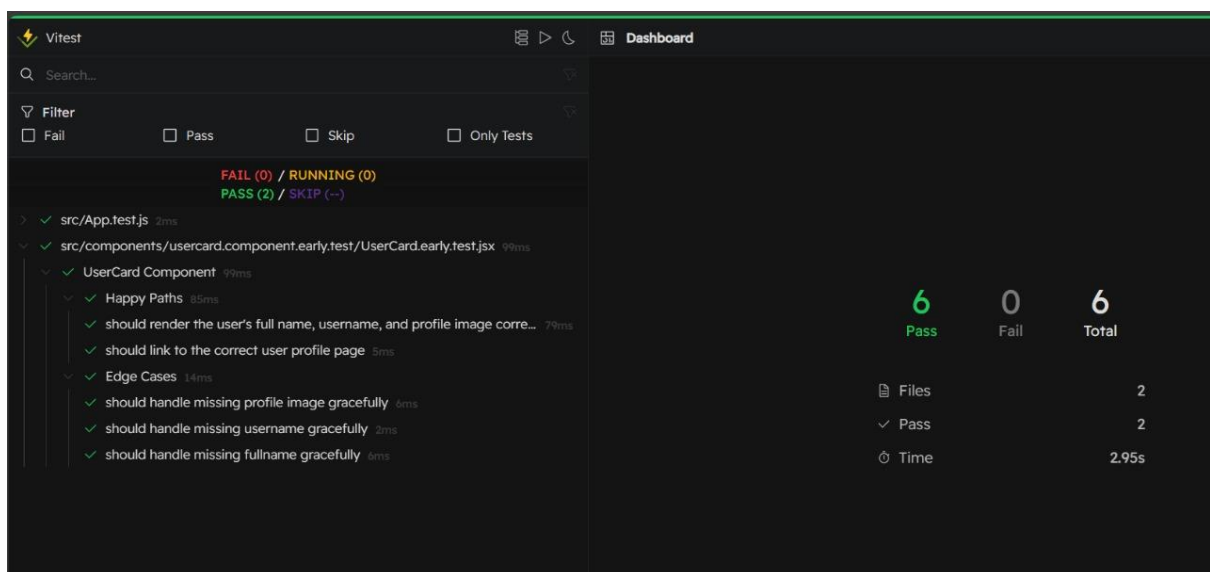 Vitest
Dashboard
Search...
Filter
Fail
Pass
Skip
Only Tests
FAIL (0) / RUNNING (0)
PASS (2) / SKIP (--)
src/App.test.js 2ms
src/components/usercard.component.early.test/UserCard.early.test.jsx 99ms
UserCard Component 99ms
Happy Paths 85ms
should render the user's full name, username, and profile image corre... 79ms
should link to the correct user profile page 5ms
Edge Cases 14ms
should handle missing profile image gracefully 6ms
should handle missing username gracefully 2ms
should handle missing fullname gracefully 6ms
6 0 6
Pass Fail Total
Files 2
Pass 2
Time 2.95s